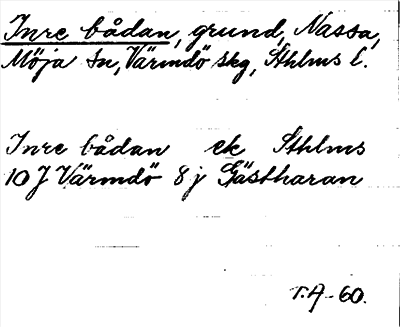 Inre bådan, grund, Nassa,
Möja sn, Värmdö skg, Sthlms l.
Inre bådan ek Sthlms
10 J Värmdö 8 j Gästharan
T.A-60.